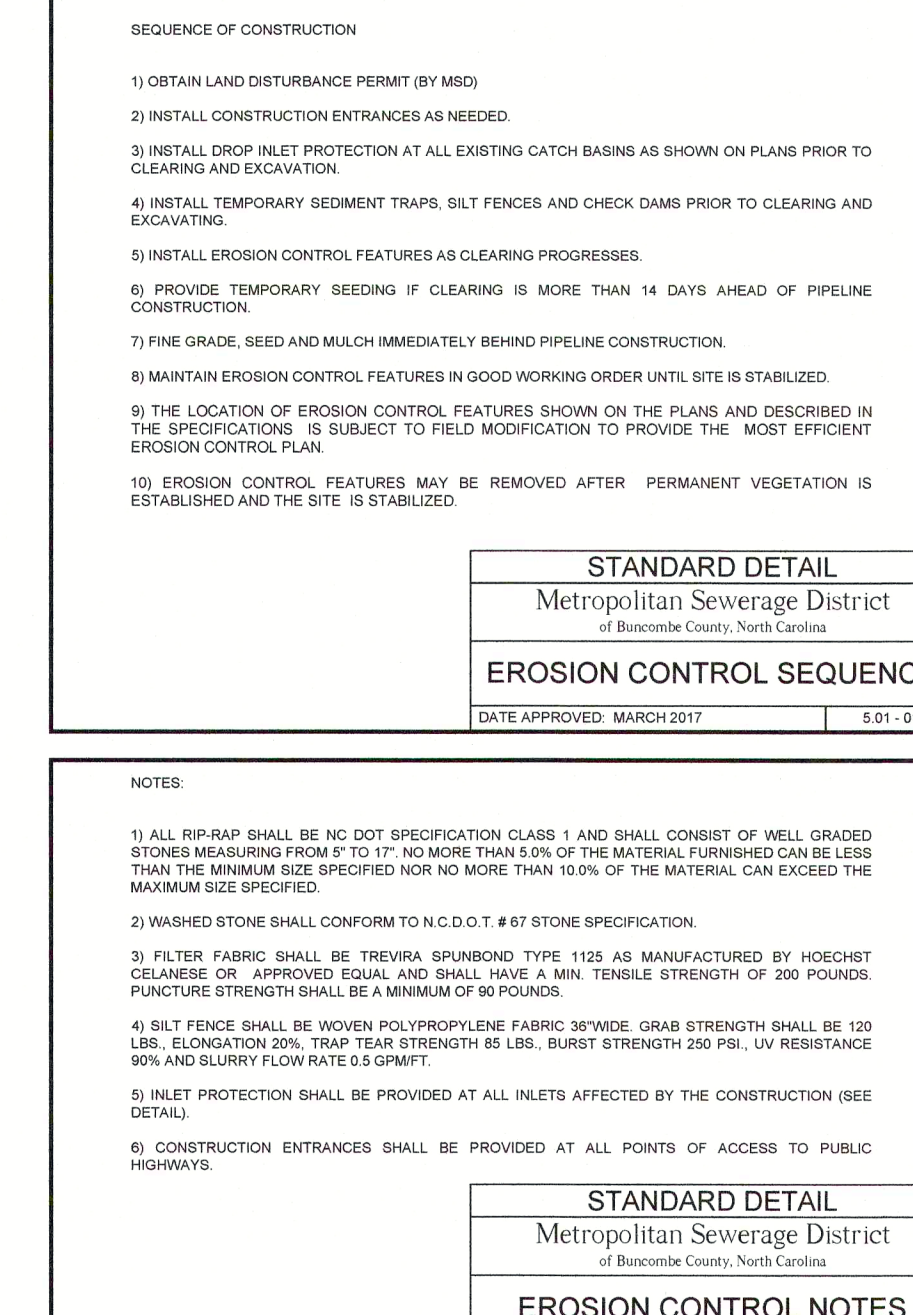 SEQUENCE OF CONSTRUCTION
1) OBTAIN LAND DISTURBANCE PERMIT (BY MSD)
2) INSTALL CONSTRUCTION ENTRANCES AS NEEDED.
3) INSTALL DROP INLET PROTECTION AT ALL EXISTING CATCH BASINS AS SHOWN ON PLANS PRIOR TO
CLEARING AND EXCAVATION.
4) INSTALL TEMPORARY SEDIMENT TRAPS, SILT FENCES AND CHECK DAMS PRIOR TO CLEARING AND
EXCAVATING.
5) INSTALL EROSION CONTROL FEATURES AS CLEARING PROGRESSES.
6) PROVIDE TEMPORARY SEEDING IF CLEARING IS MORE THAN 14 DAYS AHEAD OF PIPELINE
CONSTRUCTION.
7) FINE GRADE, SEED AND MULCH IMMEDIATELY BEHIND PIPELINE CONSTRUCTION.
8) MAINTAIN EROSION CONTROL FEATURES IN GOOD WORKING ORDER UNTIL SITE IS STABILIZED.
9) THE LOCATION OF EROSION CONTROL FEATURES SHOWN ON THE PLANS AND DESCRIBED IN
THE SPECIFICATIONS IS SUBJECT TO FIELD MODIFICATION TO PROVIDE THE MOST EFFICIENT
EROSION CONTROL PLAN.
10) EROSION CONTROL FEATURES MAY BE REMOVED AFTER PERMANENT VEGETATION IS
ESTABLISHED AND THE SITE IS STABILIZED.
STANDARD DETAIL
Metropolitan Sewerage District
of Buncombe County, North Carolina
EROSION CONTROL SEQUENC
DATE APPROVED: MARCH 2017 5.01 - 0
NOTES:
1) ALL RIP-RAP SHALL BE NC DOT SPECIFICATION CLASS 1 AND SHALL CONSIST OF WELL GRADED
STONES MEASURING FROM 5" TO 17". NO MORE THAN 5.0% OF THE MATERIAL FURNISHED CAN BE LESS
THAN THE MINIMUM SIZE SPECIFIED NOR NO MORE THAN 10.0% OF THE MATERIAL CAN EXCEED THE
MAXIMUM SIZE SPECIFIED.
2) WASHED STONE SHALL CONFORM TO N.C.D.O.T. # 67 STONE SPECIFICATION.
3) FILTER FABRIC SHALL BE TREVIRA SPUNBOND TYPE 1125 AS MANUFACTURED BY HOECHST
CELANESE OR APPROVED EQUAL AND SHALL HAVE A MIN. TENSILE STRENGTH OF 200 POUNDS.
PUNCTURE STRENGTH SHALL BE A MINIMUM OF 90 POUNDS.
4) SILT FENCE SHALL BE WOVEN POLYPROPYLENE FABRIC 36"WIDE. GRAB STRENGTH SHALL BE 120
LBS., ELONGATION 20%, TRAP TEAR STRENGTH 85 LBS., BURST STRENGTH 250 PSI., UV RESISTANCE
90% AND SLURRY FLOW RATE 0.5 GPM/FT.
5) INLET PROTECTION SHALL BE PROVIDED AT ALL INLETS AFFECTED BY THE CONSTRUCTION (SEE
DETAIL).
6) CONSTRUCTION ENTRANCES SHALL BE PROVIDED AT ALL POINTS OF ACCESS TO PUBLIC
HIGHWAYS.
STANDARD DETAIL
Metropolitan Sewerage District
of Buncombe County, North Carolina
EROSION CONTROL NOTES